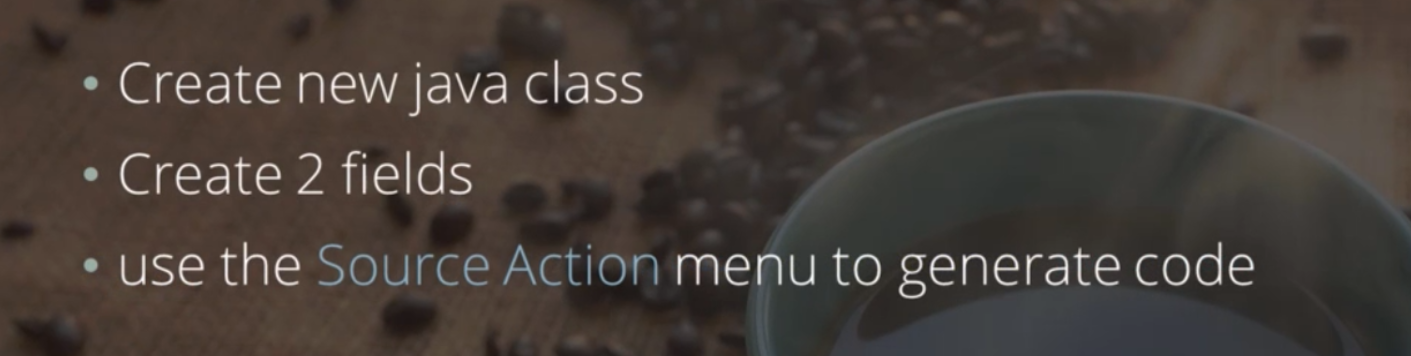 • Create new java class
• Create 2 fields
• use the Source Action menu to generate code